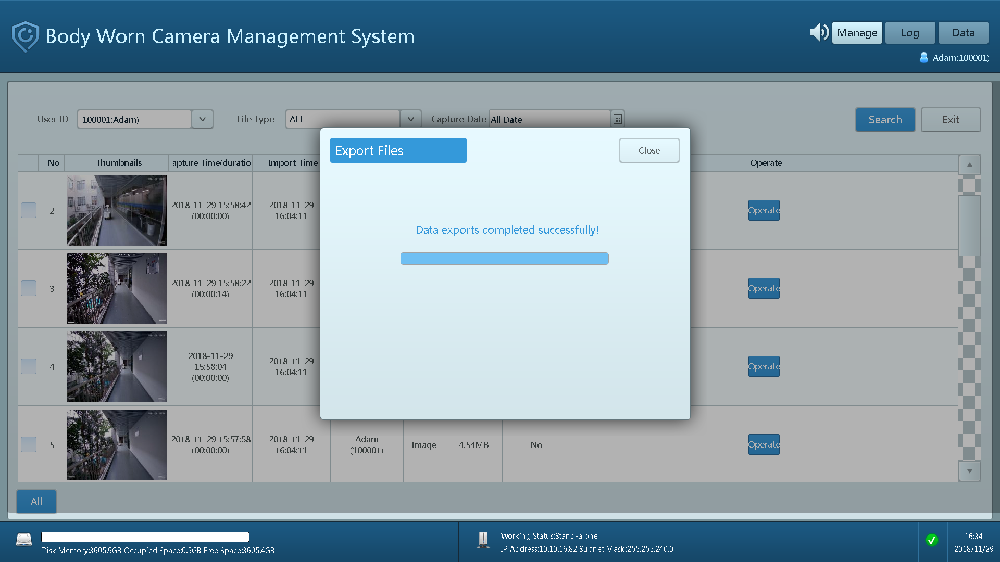 Body Worn Camera Management System
Manage
Log
Data
Adam(100001)
User ID
100001(Adam)
File Type
ALL
Capture Date
All Date
Search
Exit
Export Files
Close
Data exports completed successfully!
No
Thumbnails
apture Time(duratio
Import Time
Operate
2
2018-11-29 15:58:42
(00:00:00)
2018-11-29
16:04:11
Operate
3
2018-11-29 15:58:22
(00:00:14)
2018-11-29
16:04:11
Operate
4
2018-11-29
15:58:04
(00:00:00)
2018-11-29
16:04:11
Operate
5
2018-11-29 15:57:58
(00:00:00)
2018-11-29
16:04:11
Adam
(100001)
Image
4.54MB
No
Operate
All
Disk Memory:3605.9GB Occupied Space:0.5GB Free Space:3605.4GB
Working Status:Stand-alone
IP Address:10.10.16.82 Subnet Mask:255.255.240.0
16:34
2018/11/29